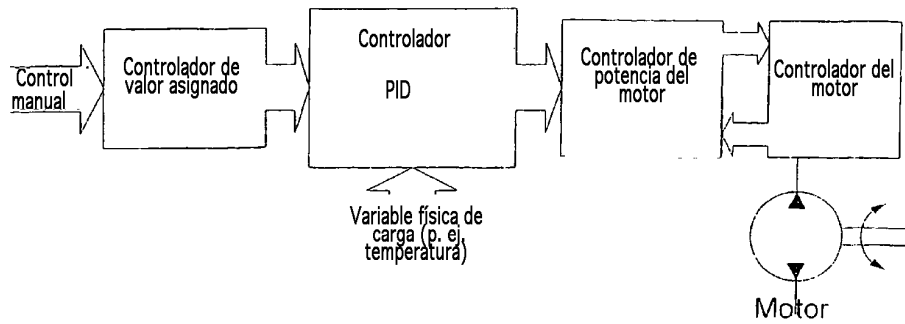 Control
manual
Controlador de
valor asignado
Controlador
PID
Variable física de
carga (p. ej.
temperatura)
Controlador de
potencia del
motor
Controlador del
motor
Motor